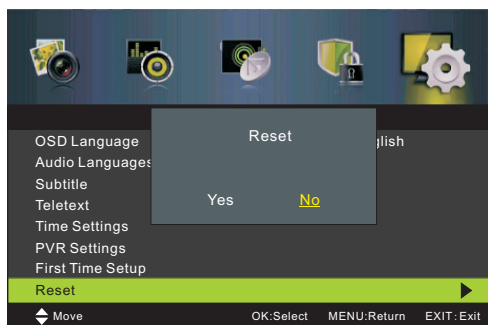 Reset
Yes No
OSD Language glish
Audio Languages
Subtitle
Teletext
Time Settings
PVR Settings
First Time Setup
Reset
Move OK:Select MENU:Return EXIT:Exit